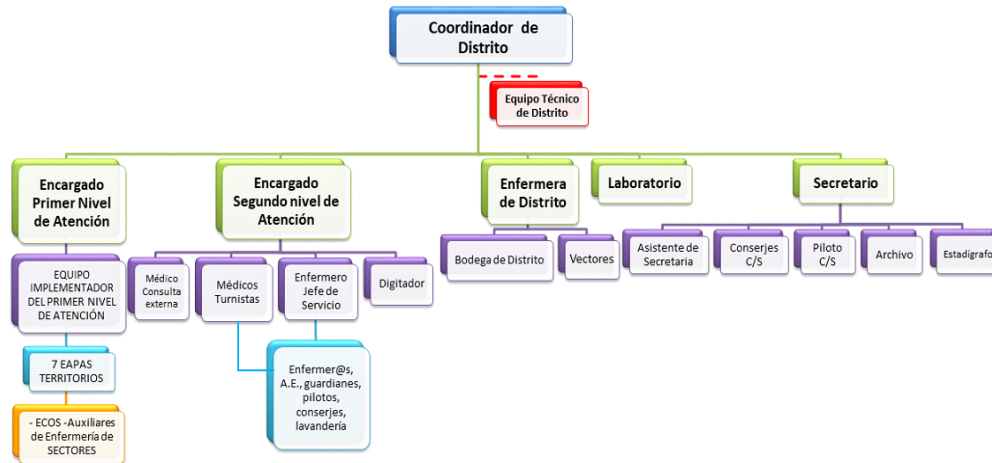 Coordinador de
Distrito
Equipo Técnico
de Distrito
Encargado
Primer Nivel
de Atención
Encargado
Segundo nivel de
Atención
Enfermera
de Distrito
Laboratorio
Secretario
EQUIPO
IMPLEMENTADOR
DEL PRIMER NIVEL
DE ATENCIÓN
Médico
Consulta
externa
Médicos
Turnistas
Enfermero
Jefe de
Servicio
Digitador
Bodega de Distrito
Vectores
Asistente de
Secretaria
Conserjes
C/S
Piloto
C/S
Archivo
Estadígrafo
7 EAPAS
TERRITORIOS
Enfermer@s,
A.E., guardianes,
pilotos,
conserjes,
lavandería
- ECOS -Auxiliares
de Enfermería de
SECTORES